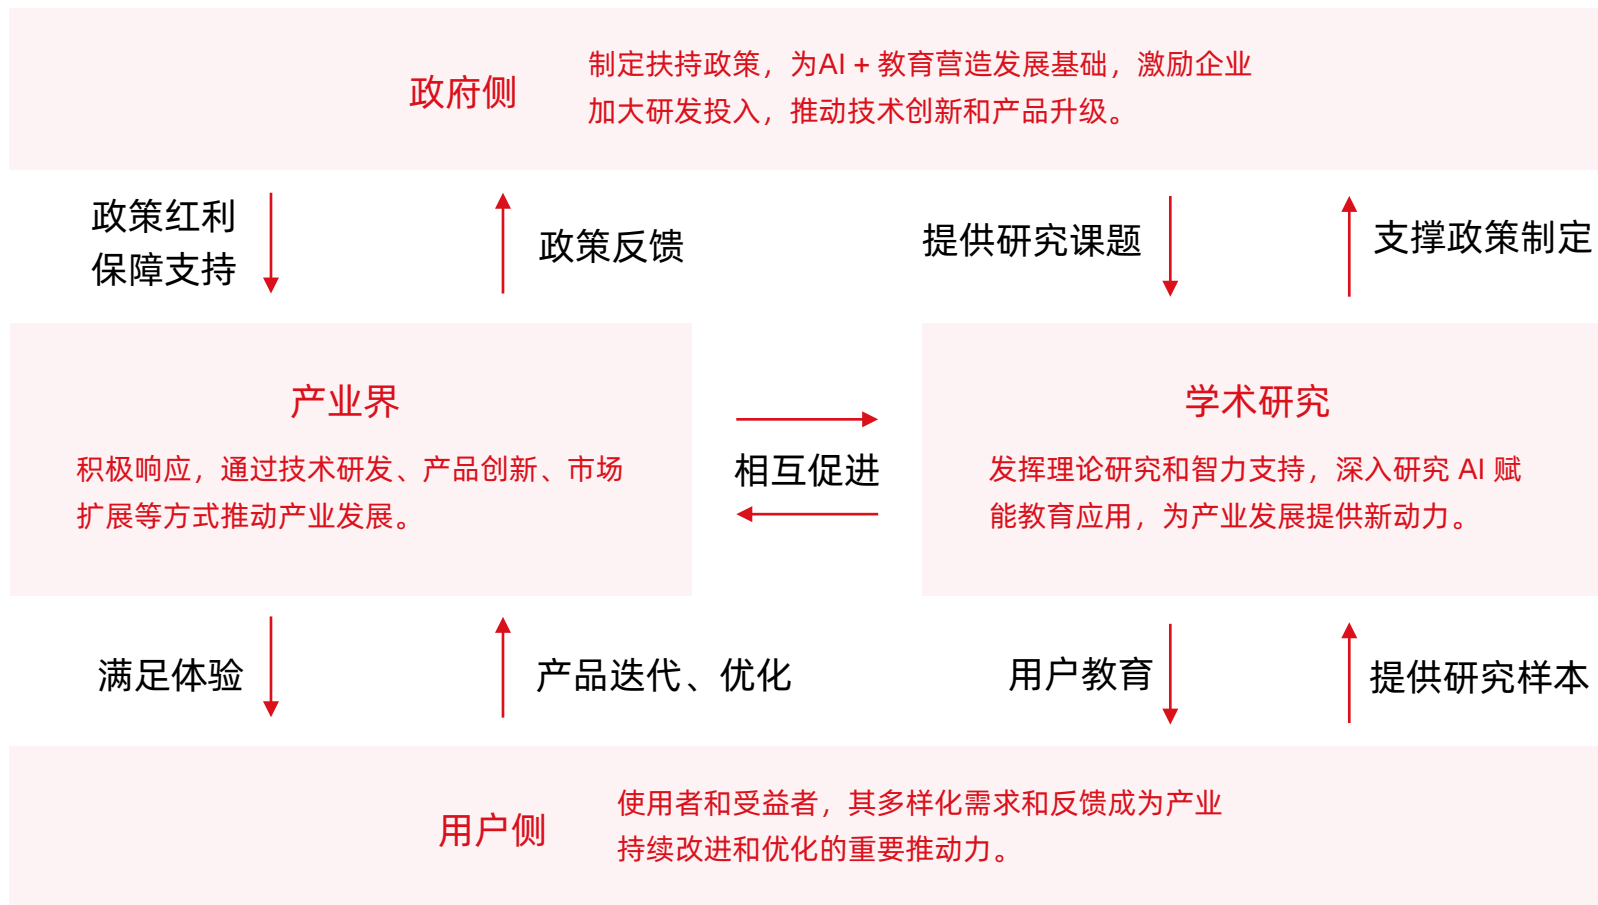 政府侧
制定扶持政策，为AI + 教育营造发展基础，激励企业
加大研发投入，推动技术创新和产品升级。
政策红利
保障支持
政策反馈
提供研究课题
支撑政策制定
产业界
积极响应，通过技术研发、产品创新、市场
扩展等方式推动产业发展。
相互促进
学术研究
发挥理论研究和智力支持，深入研究 AI 赋
能教育应用，为产业发展提供新动力。
满足体验
产品迭代、优化
用户教育
提供研究样本
用户侧
使用者和受益者，其多样化需求和反馈成为产业
持续改进和优化的重要推动力。